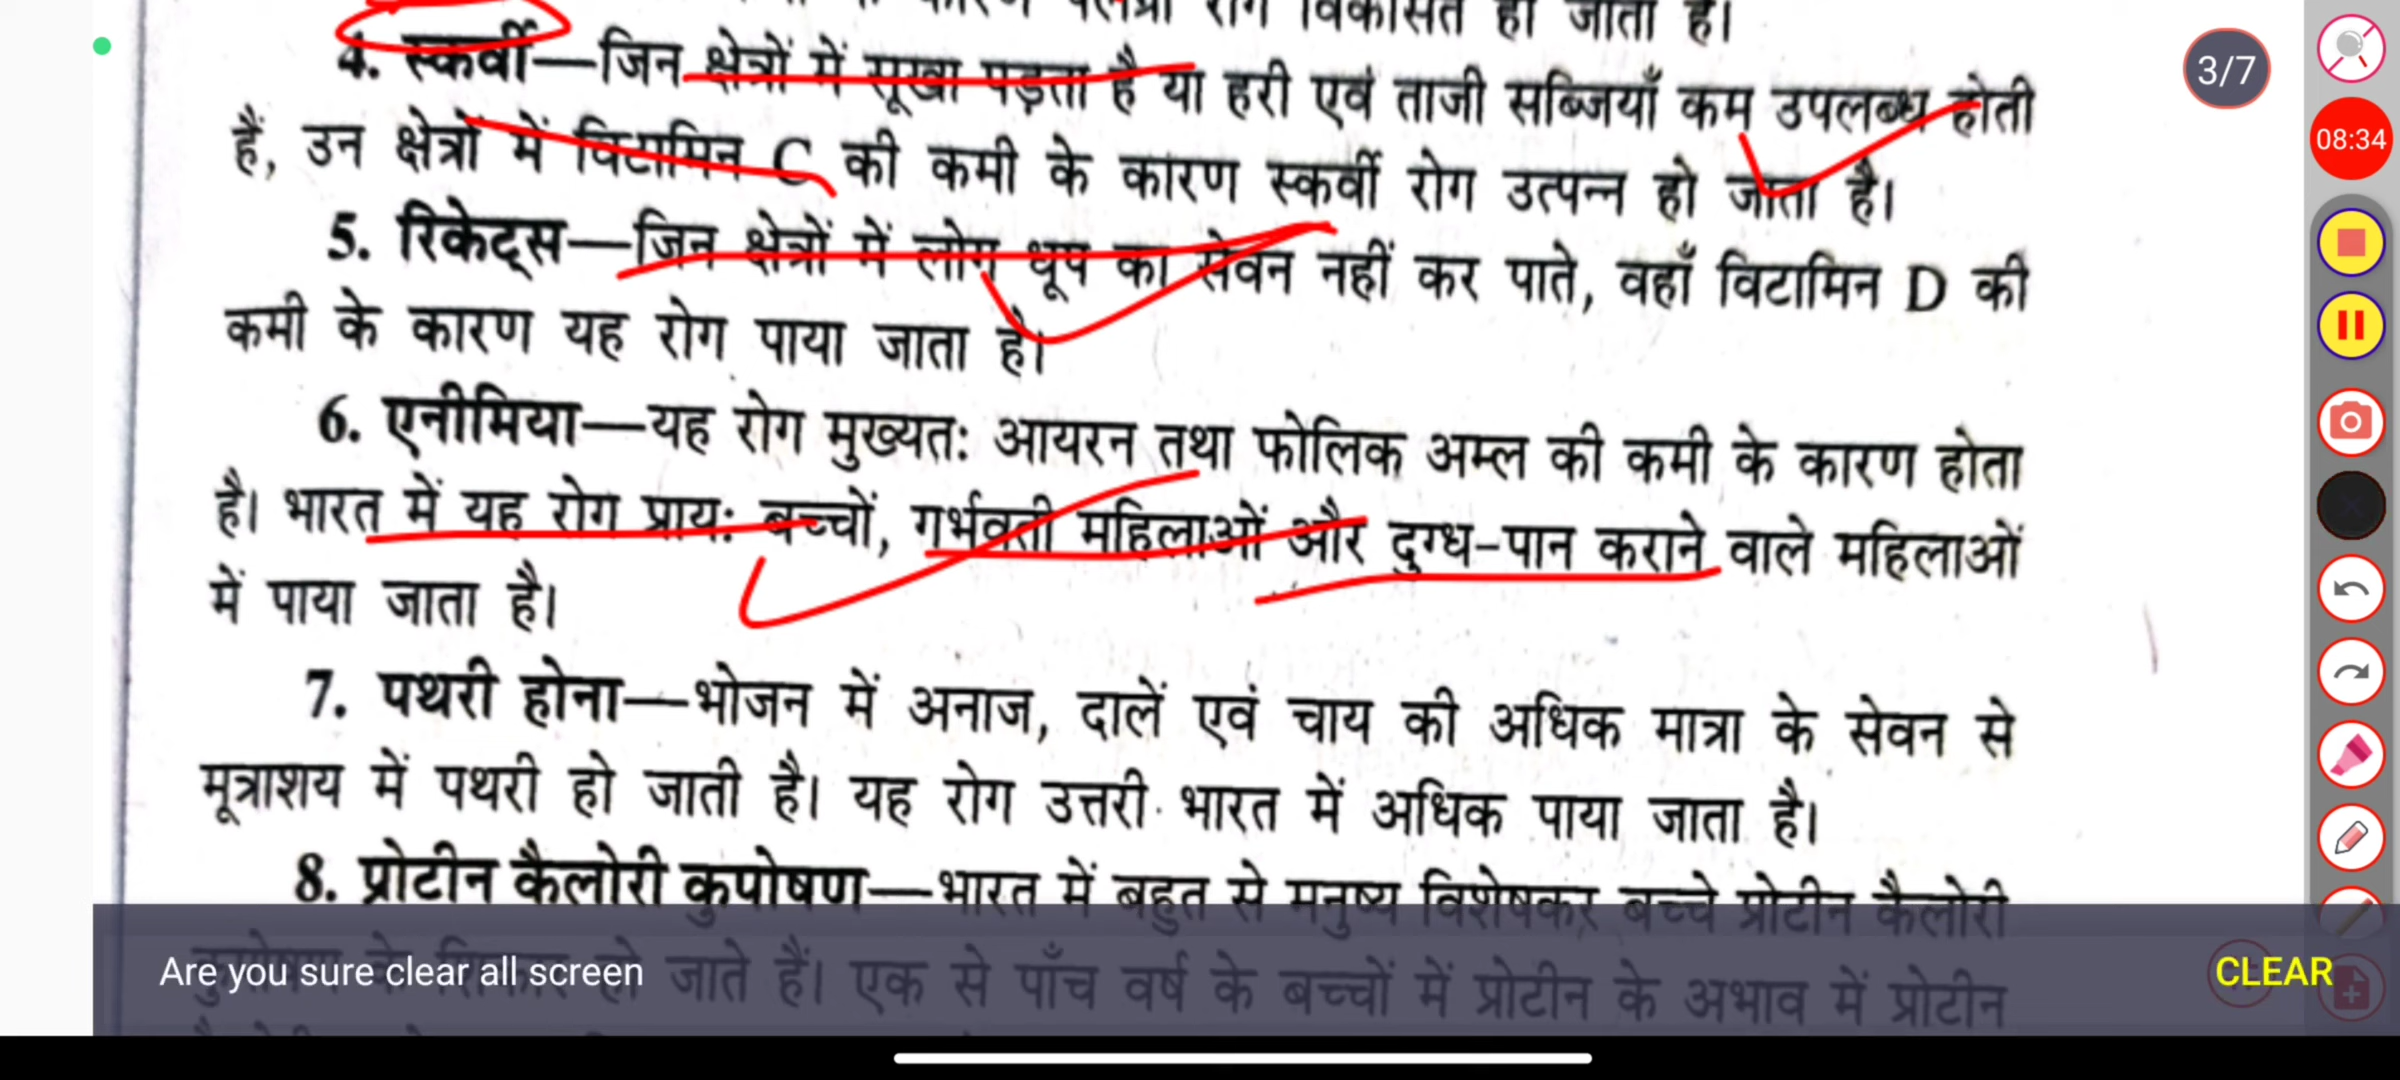 के कारण पेलेग्रा रोग विकसित हो जाता है।
4. स्कर्वी—जिन क्षेत्रों में सूखा पड़ता है या हरी एवं ताजी सब्जियाँ कम उपलब्ध होती
हैं, उन क्षेत्रों में विटामिन C की कमी के कारण स्कर्वी रोग उत्पन्न हो जाता है।
5. रिकेट्स—जिन क्षेत्रों में लोग धूप का सेवन नहीं कर पाते, वहाँ विटामिन D की
कमी के कारण यह रोग पाया जाता है।
6. एनीमिया—यह रोग मुख्यतः आयरन तथा फोलिक अम्ल की कमी के कारण होता
है। भारत में यह रोग प्रायः बच्चों, गर्भवती महिलाओं और दुग्ध-पान कराने वाले महिलाओं
में पाया जाता है।
7. पथरी होना—भोजन में अनाज, दालें एवं चाय की अधिक मात्रा के सेवन से
मूत्राशय में पथरी हो जाती है। यह रोग उत्तरी भारत में अधिक पाया जाता है।
8. प्रोटीन कैलोरी कुपोषण—भारत में बहुत से मनुष्य विशेषकर बच्चे प्रोटीन कैलोरी
कुपोषण के शिकार हो जाते हैं। एक से पाँच वर्ष के बच्चों में प्रोटीन के अभाव में प्रोटीन
Are you sure clear all screen
CLEAR
3/7
08:34